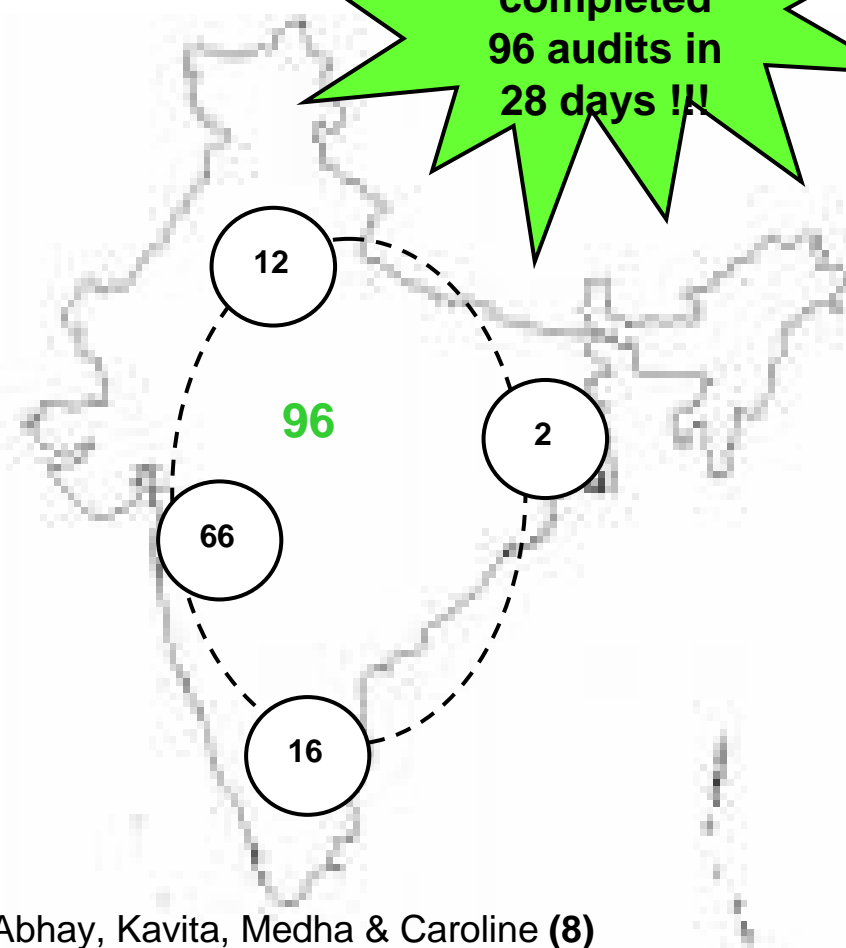 completed
96 audits in
28 days !!!
12
96
2
66
16
Abhay, Kavita, Medha & Caroline (8)